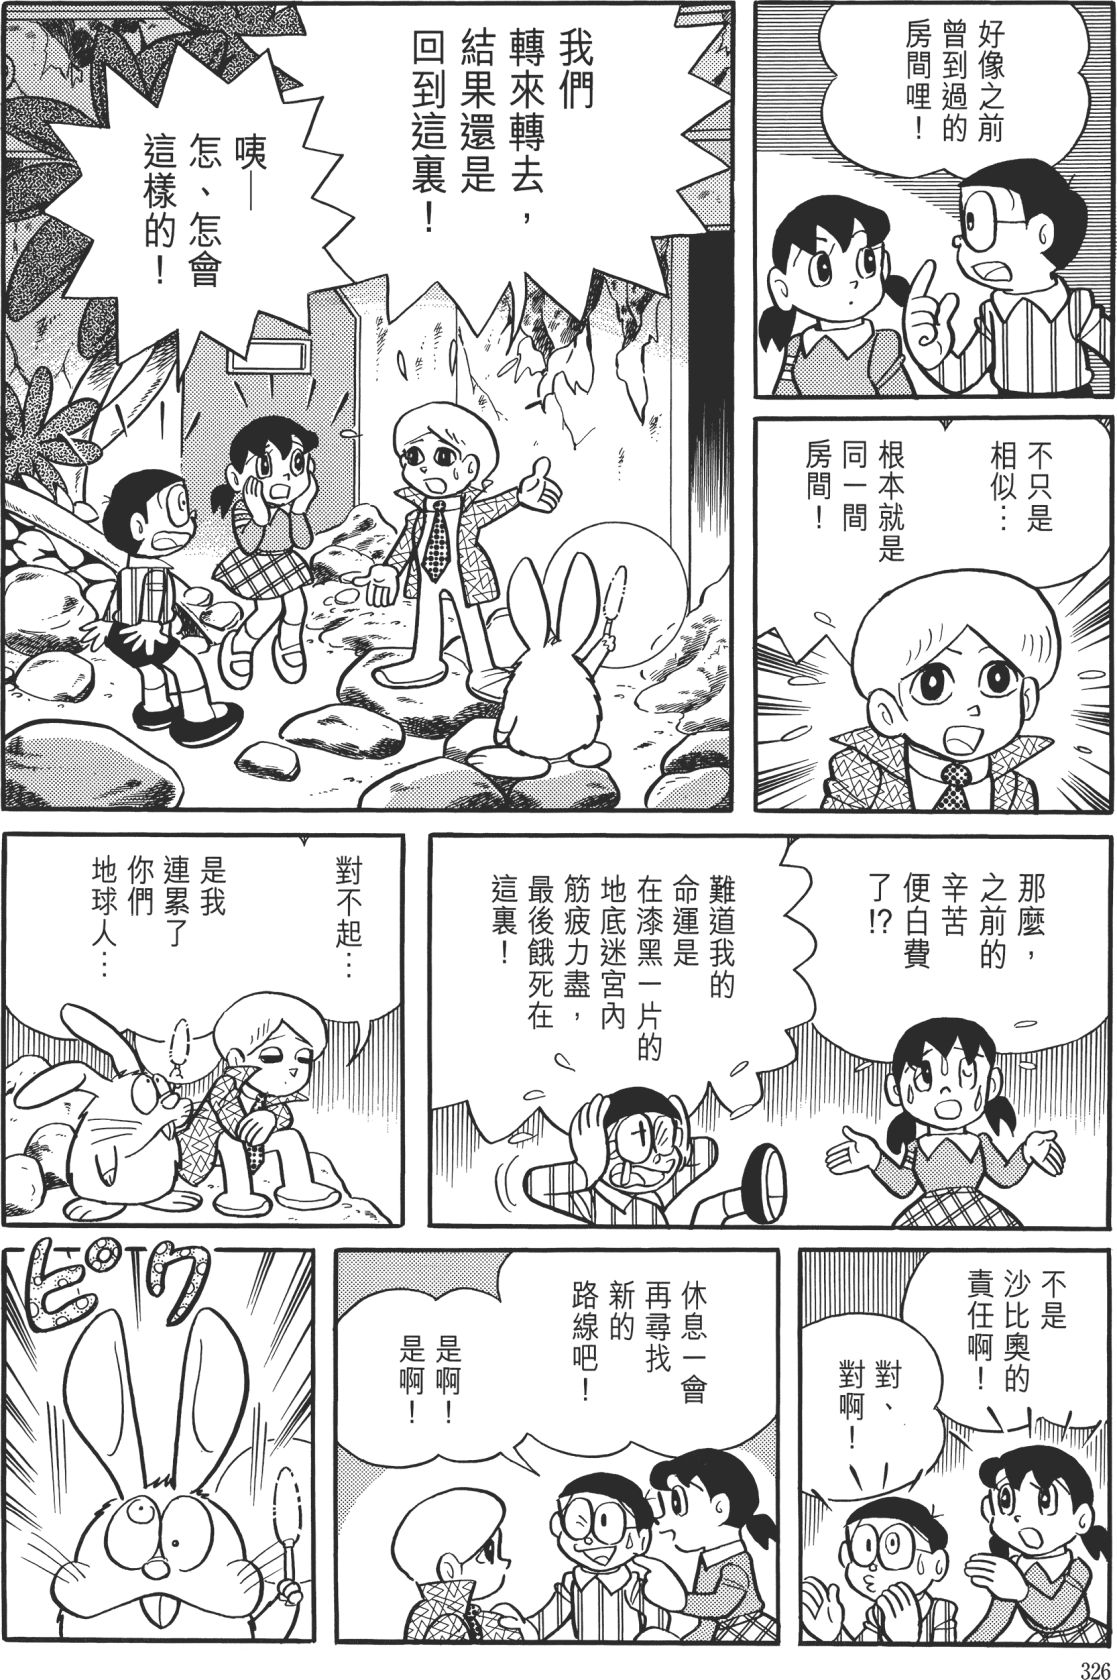 好像之前
曾到過的
房間哩！
不只是
相似…
根本就是
同一間
房間！
我們
轉來轉去，
結果還是
回到這裏！
咦—
怎、怎會
這樣的！
那麼，
之前的
辛苦
便白費
了!?
難道我的
命運是
在漆黑一片的
地底迷宮內
筋疲力盡，
最後餓死在
這裏！
對不起…
是我
連累了
你們
地球人…
不是
沙比奧的
責任啊！
對、
對啊！
休息一會
再尋找
新的
路線吧！
是啊！
是啊！
ピク
326